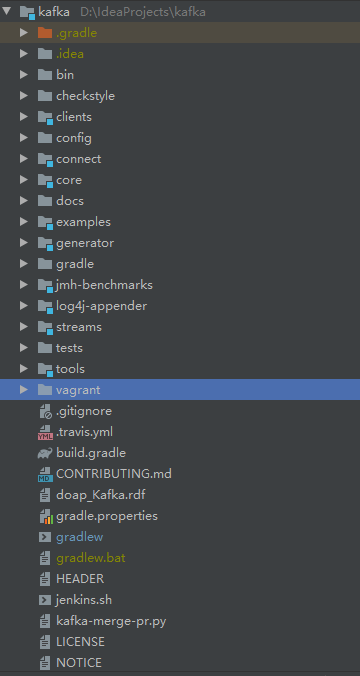 kafka D:\IdeaProjects\kafka
.gradle
.idea
bin
checkstyle
clients
config
connect
core
docs
examples
generator
gradle
jmh-benchmarks
log4j-appender
streams
tests
tools
vagrant
.gitignore
.travis.yml
build.gradle
CONTRIBUTING.md
doap_Kafka.rdf
gradle.properties
gradlew
gradlew.bat
HEADER
jenkins.sh
kafka-merge-pr.py
LICENSE
NOTICE